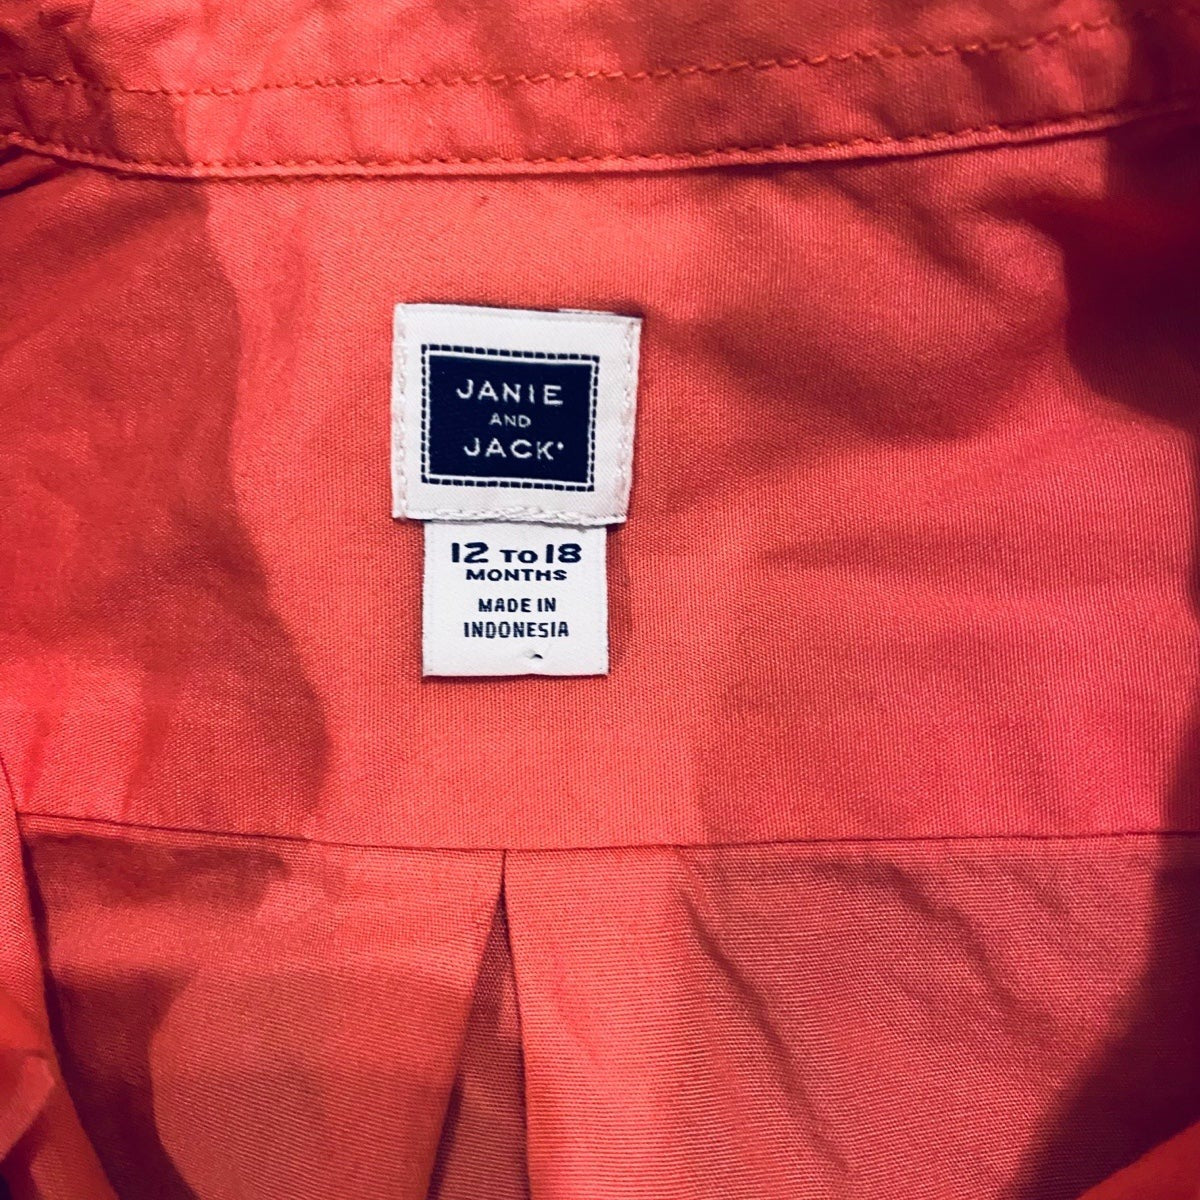 JANIE
AND
JACK
12 TO 18
MONTHS
MADE IN
INDONESIA